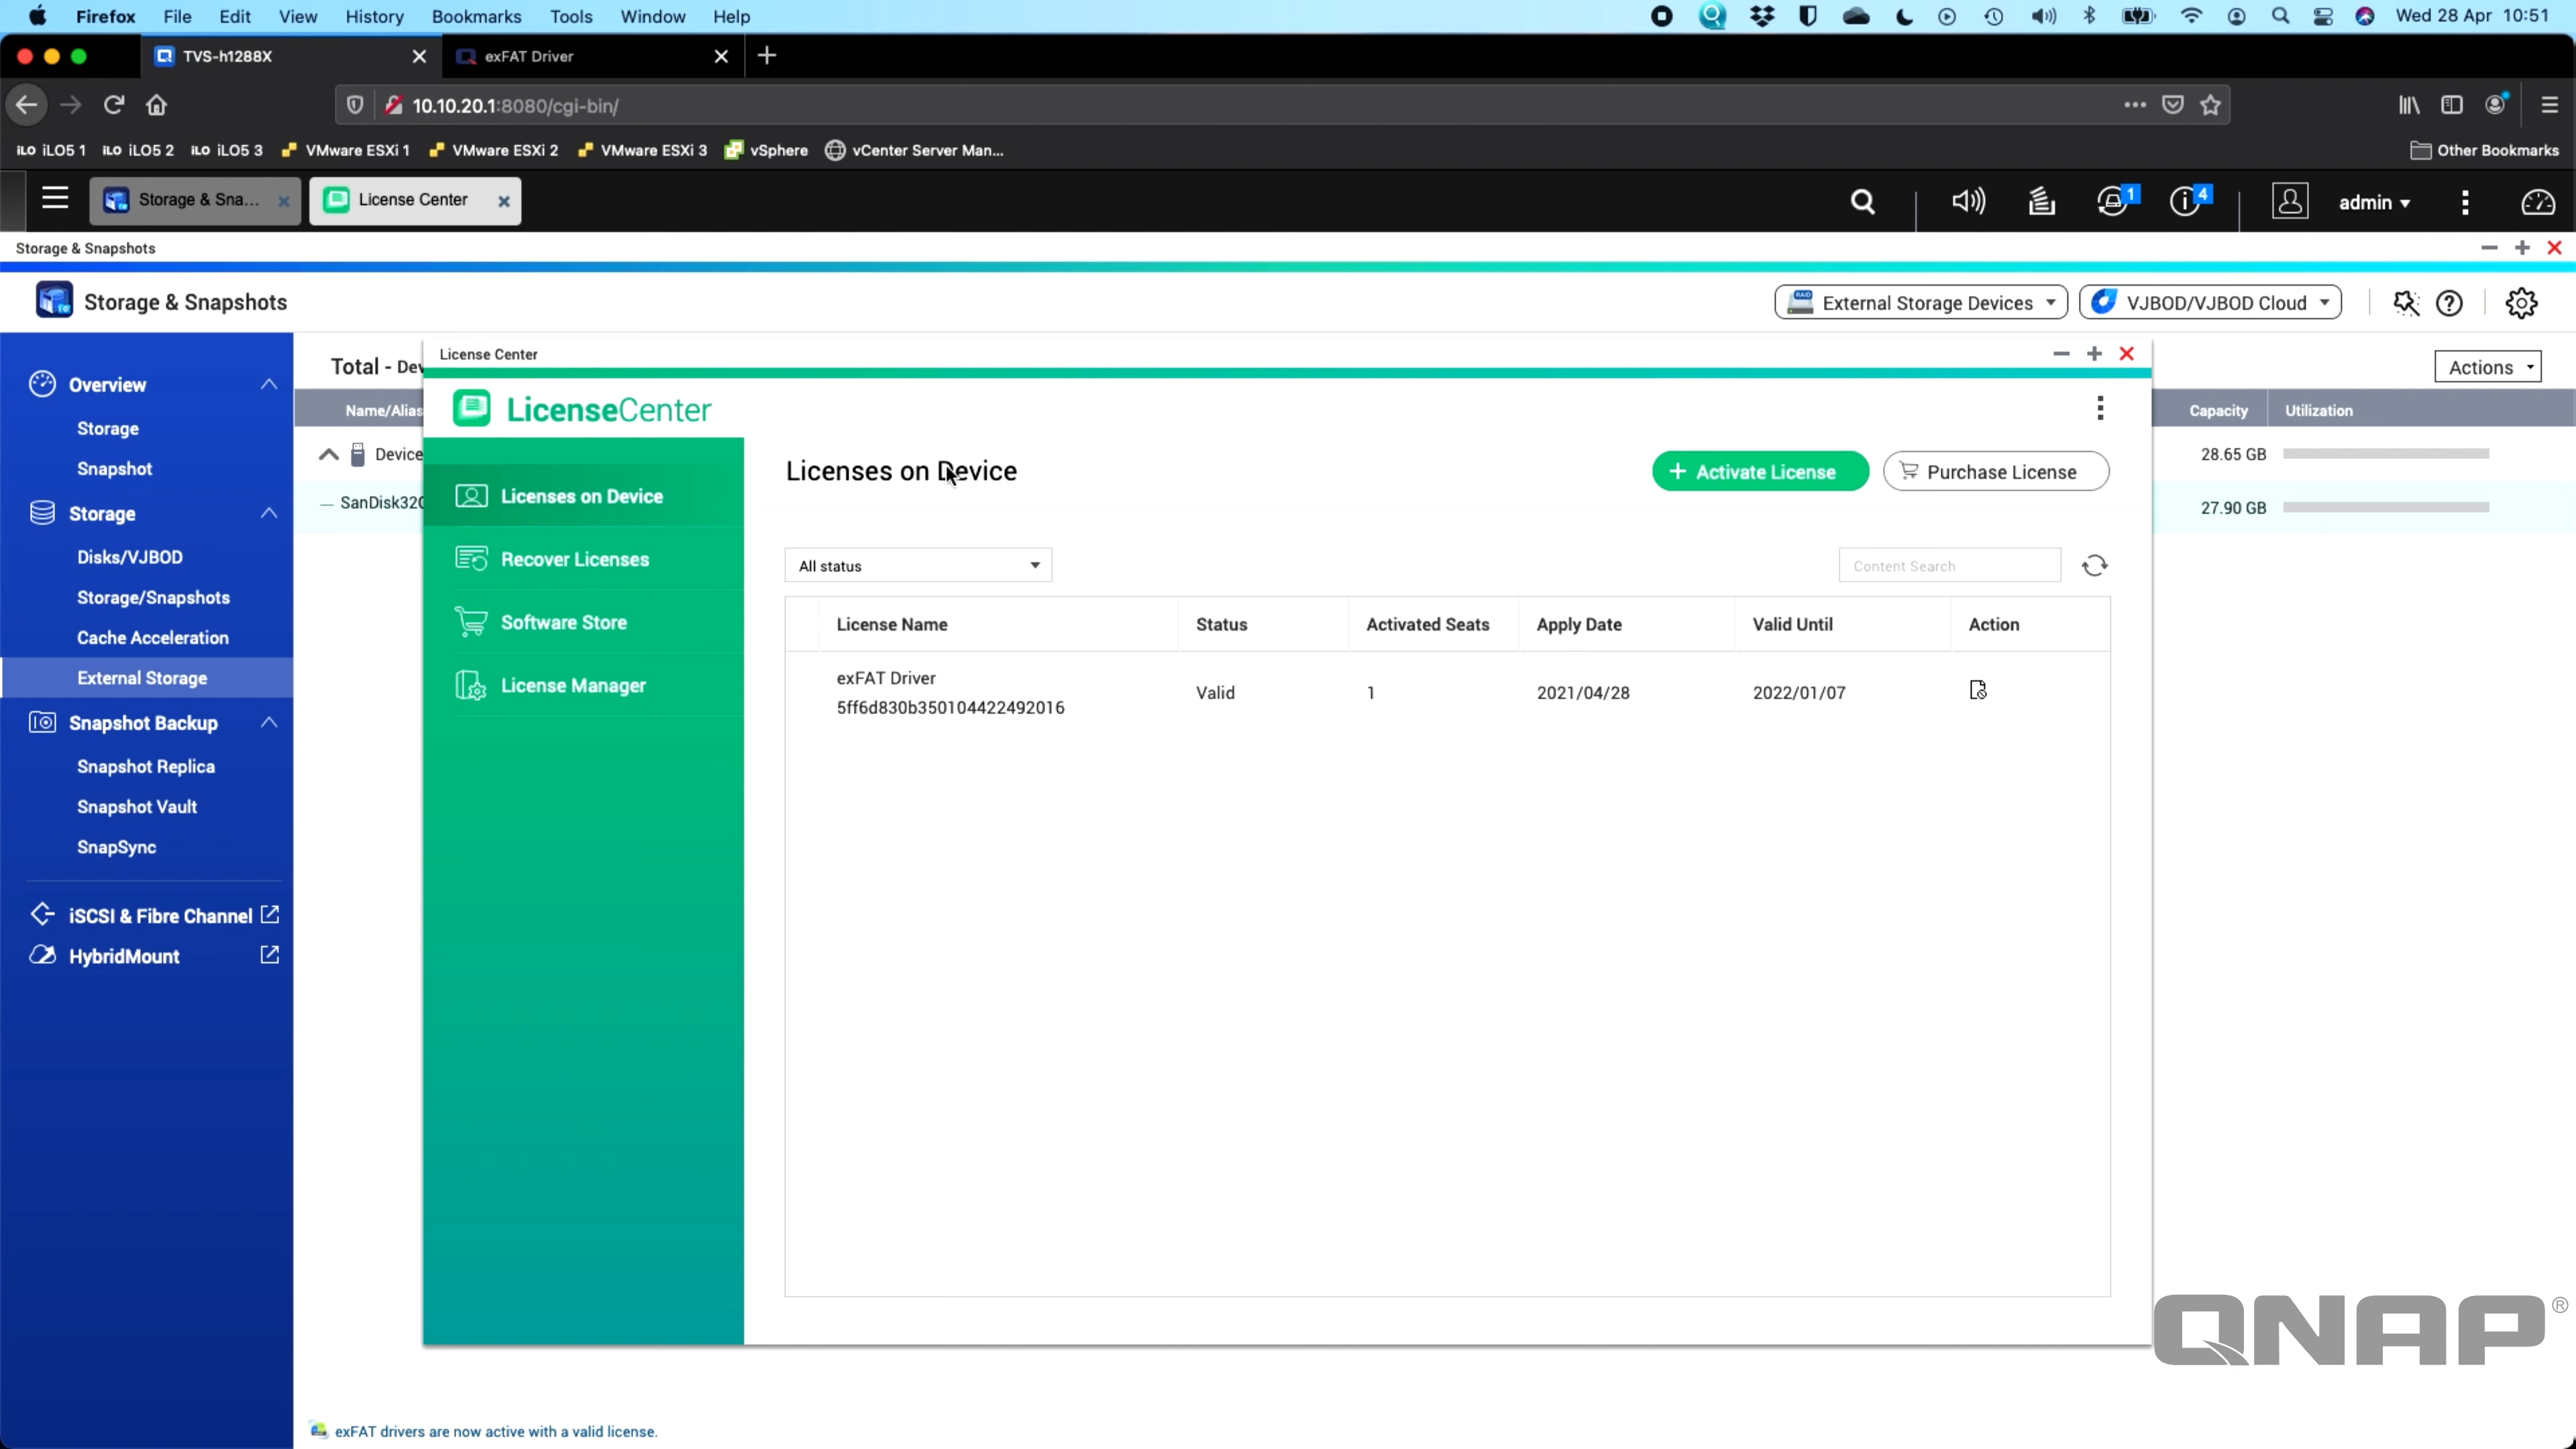 Firefox File Edit View History Bookmarks Tools Window Help Wed 28 Apr 10:51
TVS-h1288X exFAT Driver
10.10.20.1:8080/cgi-bin/
iLO iLO5 1 iLO iLO5 2 iLO iLO5 3 VMware ESXi 1 VMware ESXi 2 VMware ESXi 3 vSphere vCenter Server Man... Other Bookmarks
Storage & Sna... License Center 1 4 admin
Storage & Snapshots
Storage & Snapshots External Storage Devices VJBOD/VJBOD Cloud
Overview
Storage
Snapshot
Storage
Disks/VJBOD
Storage/Snapshots
Cache Acceleration
External Storage
Snapshot Backup
Snapshot Replica
Snapshot Vault
SnapSync
iSCSI & Fibre Channel
HybridMount
Total - Dev
Actions
Name/Alias
Capacity Utilization
Device
28.65 GB
SanDisk320
27.90 GB
License Center
LicenseCenter
Licenses on Device
Recover Licenses
Software Store
License Manager
Licenses on Device
Activate License Purchase License
All status Content Search
License Name Status Activated Seats Apply Date Valid Until Action
exFAT Driver
5ff6d830b350104422492016 Valid 1 2021/04/28 2022/01/07
QNAP®
exFAT drivers are now active with a valid license.